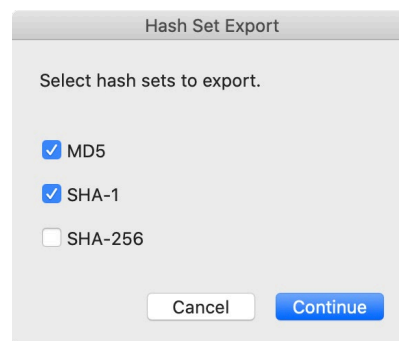 Hash Set Export
Select hash sets to export.
MD5
SHA-1
SHA-256
Cancel Continue